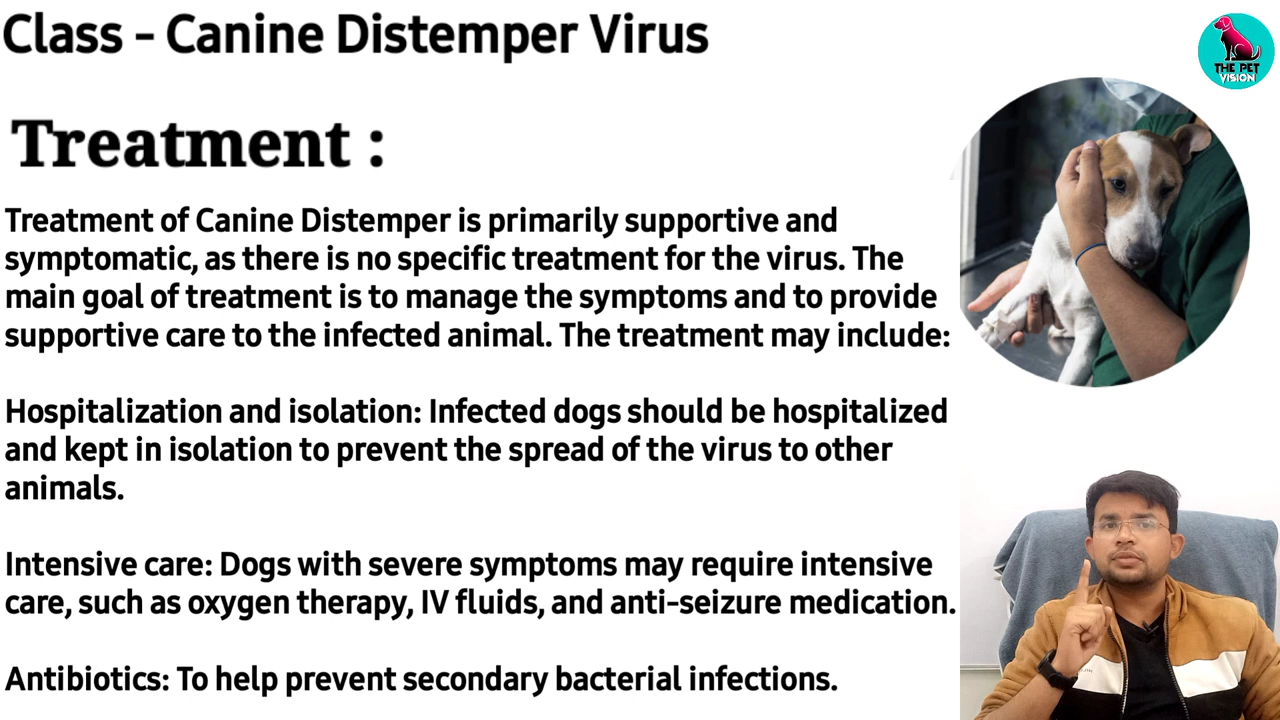 Class - Canine Distemper Virus
THE PET
VISION
Treatment :
Treatment of Canine Distemper is primarily supportive and
symptomatic, as there is no specific treatment for the virus. The
main goal of treatment is to manage the symptoms and to provide
supportive care to the infected animal. The treatment may include:
Hospitalization and isolation: Infected dogs should be hospitalized
and kept in isolation to prevent the spread of the virus to other
animals.
Intensive care: Dogs with severe symptoms may require intensive
care, such as oxygen therapy, IV fluids, and anti-seizure medication.
Antibiotics: To help prevent secondary bacterial infections.